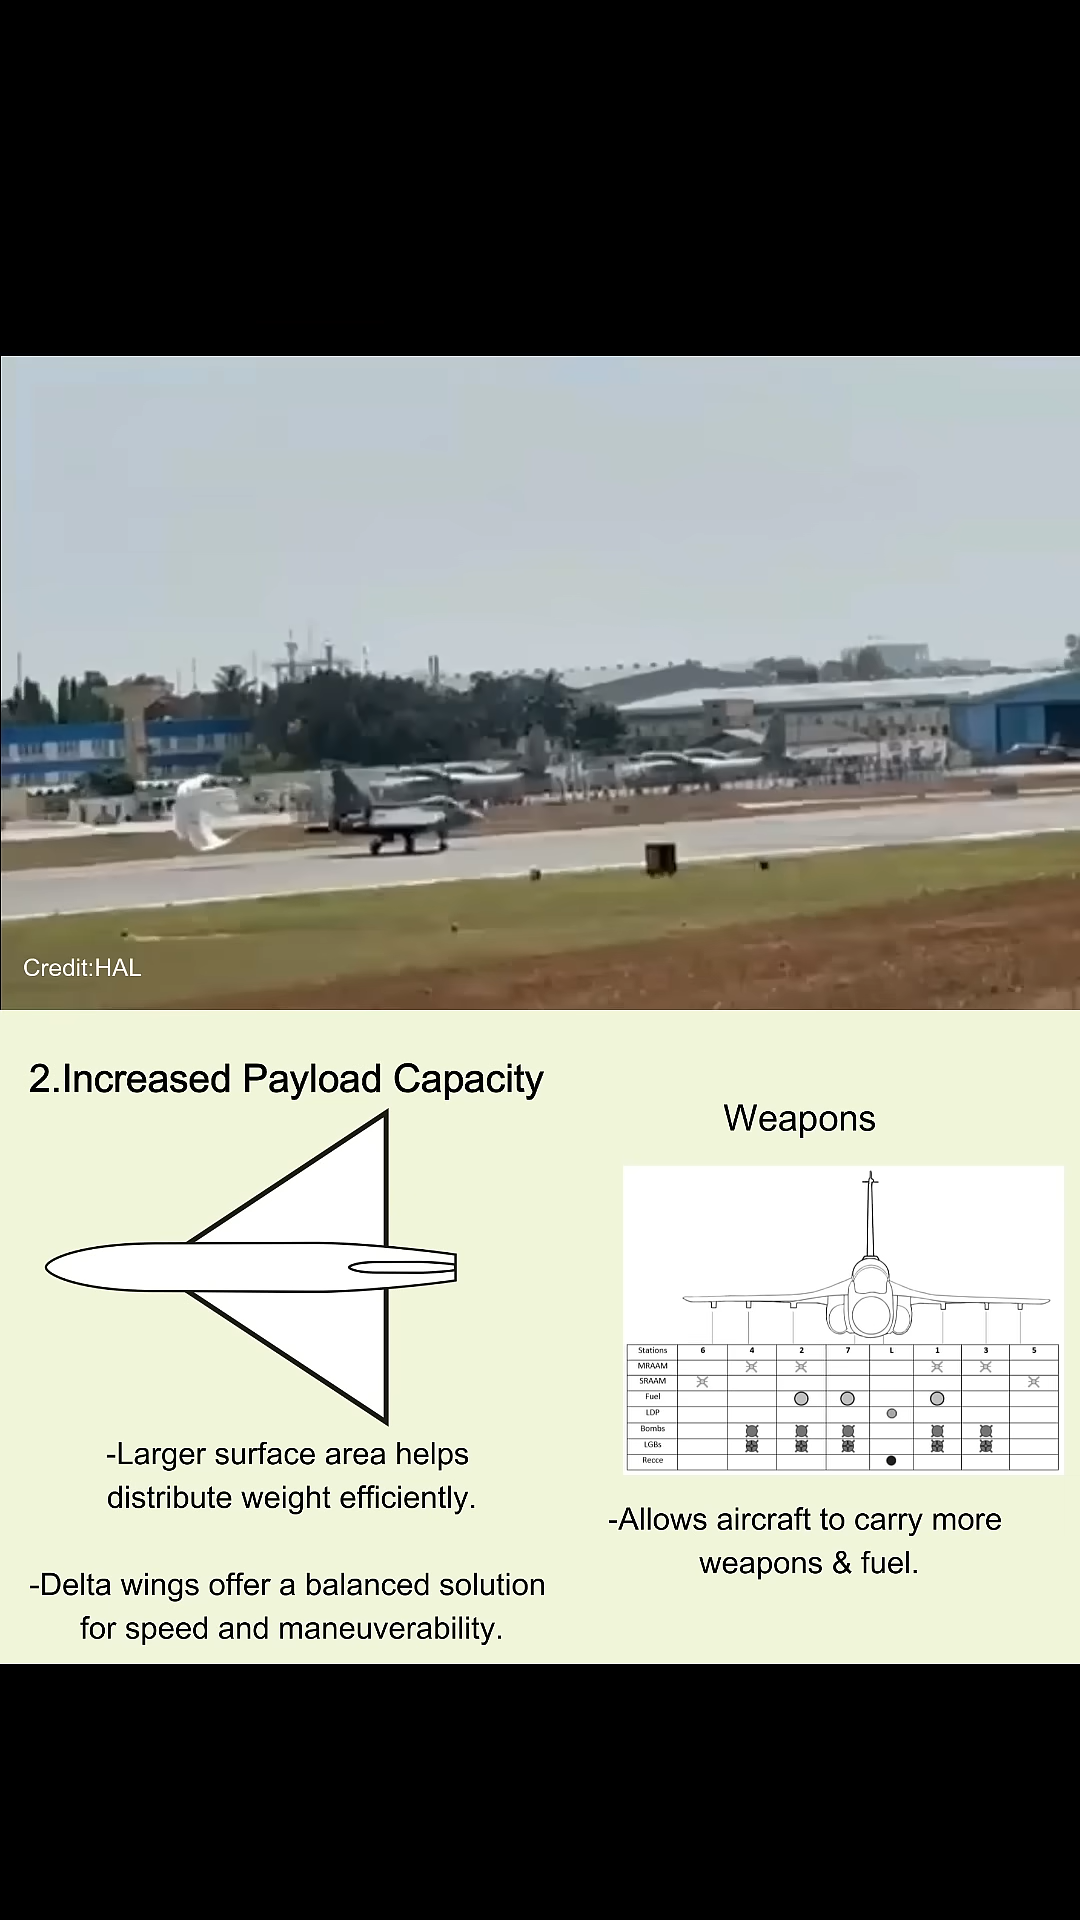 Credit:HAL
2.Increased Payload Capacity
Weapons
Stations 6 4 2 7 L 1 3 5
MRAAM
SRAAM
Fuel
LDP
Bombs
LGBs
Recce
-Larger surface area helps
distribute weight efficiently.
-Allows aircraft to carry more
weapons & fuel.
-Delta wings offer a balanced solution
for speed and maneuverability.